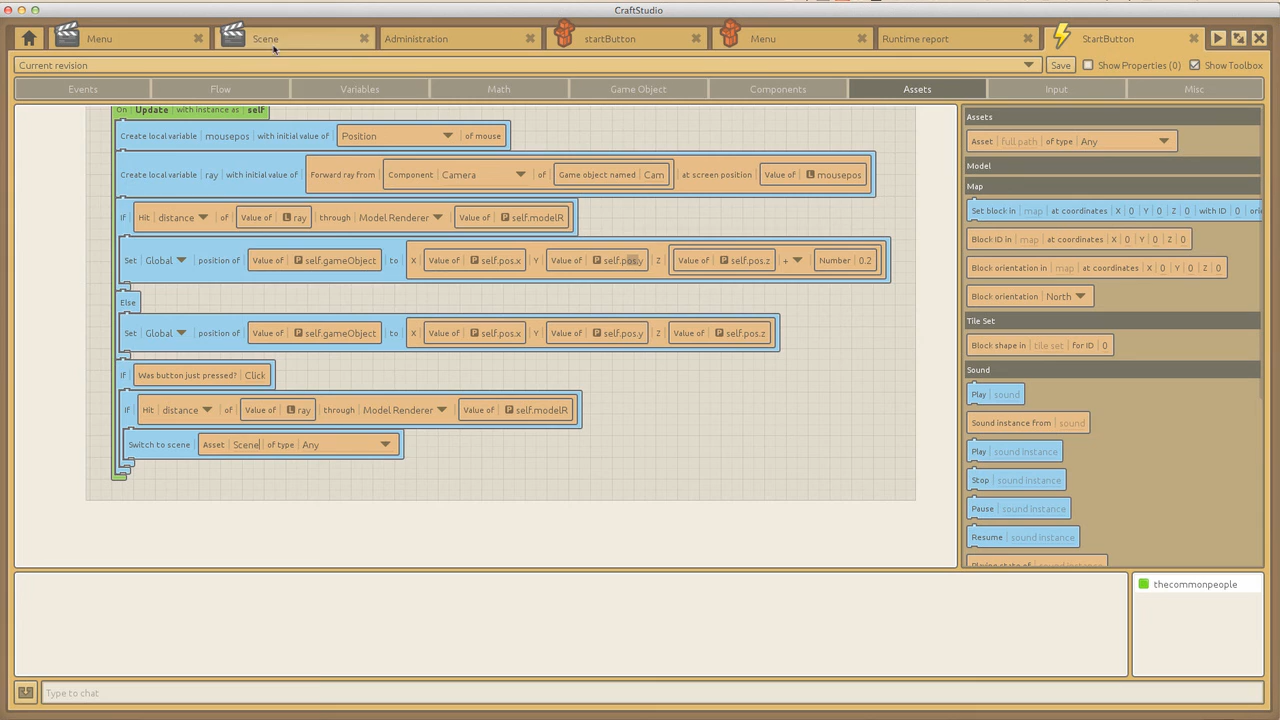 CraftStudio
Menu
Scene
Administration
startButton
Menu
Runtime report
StartButton
Current revision
Save
Show Properties (0)
Show Toolbox
Events
Flow
Variables
Math
Game Object
Components
Assets
Input
Misc
On Update with instance as self
Create local variable mousepos with initial value of Position of mouse
Create local variable ray with initial value of Forward ray from Component Camera of Game object named Cam at screen position Value of L mousepos
If Hit distance of Value of L ray through Model Renderer Value of P self.modelR
Set Global position of Value of P self.gameObject to X Value of P self.pos.x Y Value of P self.pos.y Z Value of P self.pos.z + Number 0.2
Else
Set Global position of Value of P self.gameObject to X Value of P self.pos.x Y Value of P self.pos.y Z Value of P self.pos.z
If Was button just pressed? Click
If Hit distance of Value of L ray through Model Renderer Value of P self.modelR
Switch to scene Asset Scene of type Any
Assets
Asset full path of type Any
Model
Map
Set block in map at coordinates X 0 Y 0 Z 0 with ID 0 orie
Block ID in map at coordinates X 0 Y 0 Z 0
Block orientation in map at coordinates X 0 Y 0 Z 0
Block orientation North
Tile Set
Block shape in tile set for ID 0
Sound
Play sound
Sound instance from sound
Play sound instance
Stop sound instance
Pause sound instance
Resume sound instance
Playing state of sound instance
thecommonpeople
Type to chat